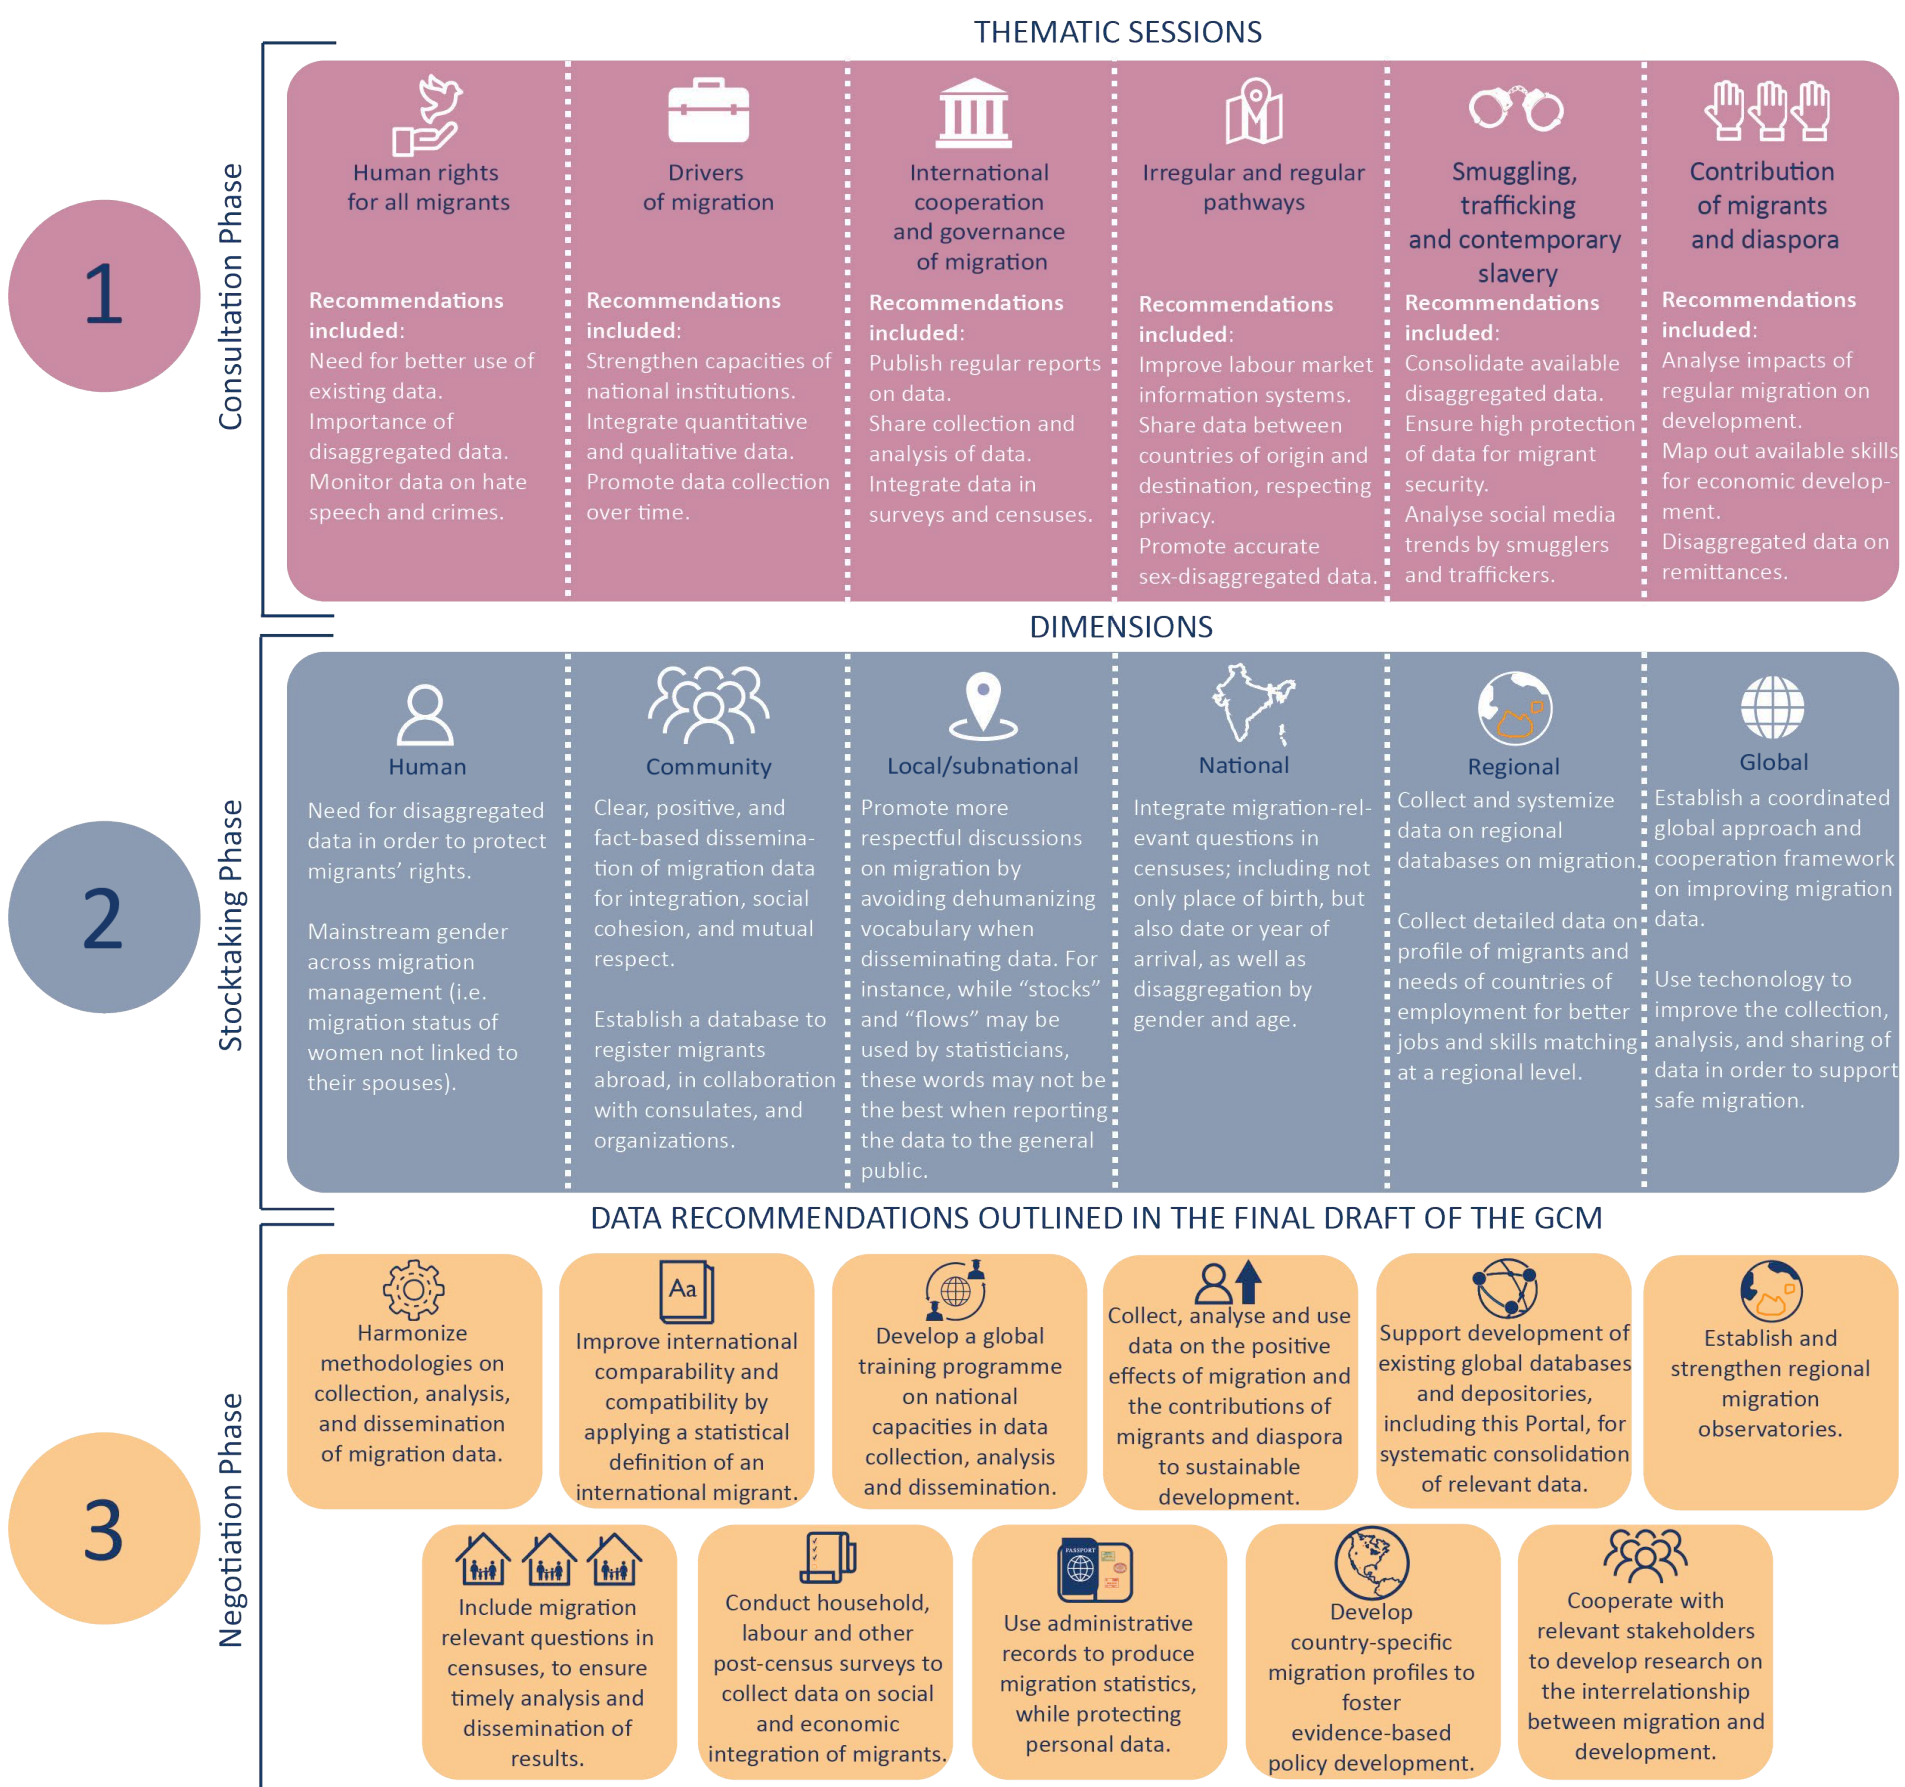 THEMATIC SESSIONS
1
Consultation Phase
Human rights
for all migrants
Recommendations
included:
Need for better use of
existing data.
Importance of
disaggregated data.
Monitor data on hate
speech and crimes.
Drivers
of migration
Recommendations
included:
Strengthen capacities of
national institutions.
Integrate quantitative
and qualitative data.
Promote data collection
over time.
International
cooperation
and governance
of migration
Recommendations
included:
Publish regular reports
on data.
Share collection and
analysis of data.
Integrate data in
surveys and censuses.
Irregular and regular
pathways
Recommendations
included:
Improve labour market
information systems.
Share data between
countries of origin and
destination, respecting
privacy.
Promote accurate
sex-disaggregated data.
Smuggling,
trafficking
and contemporary
slavery
Recommendations
included:
Consolidate available
disaggregated data.
Ensure high protection
of data for migrant
security.
Analyse social media
trends by smugglers
and traffickers.
Contribution
of migrants
and diaspora
Recommendations
included:
Analyse impacts of
regular migration on
development.
Map out available skills
for economic develop-
ment.
Disaggregated data on
remittances.
DIMENSIONS
2
Stocktaking Phase
Human
Need for disaggregated
data in order to protect
migrants’ rights.
Mainstream gender
across migration
management (i.e.
migration status of
women not linked to
their spouses).
Community
Clear, positive, and
fact-based dissemina-
tion of migration data
for integration, social
cohesion, and mutual
respect.
Establish a database to
register migrants
abroad, in collaboration
with consulates, and
organizations.
Local/subnational
Promote more
respectful discussions
on migration by
avoiding dehumanizing
vocabulary when
disseminating data. For
instance, while “stocks”
and “flows” may be
used by statisticians,
these words may not be
the best when reporting
the data to the general
public.
National
Integrate migration-rel-
evant questions in
censuses; including not
only place of birth, but
also date or year of
arrival, as well as
disaggregation by
gender and age.
Regional
Collect and systemize
data on regional
databases on migration.
Collect detailed data on
profile of migrants and
needs of countries of
employment for better
jobs and skills matching
at a regional level.
Global
Establish a coordinated
global approach and
cooperation framework
on improving migration
data.
Use techonology to
improve the collection,
analysis, and sharing of
data in order to support
safe migration.
DATA RECOMMENDATIONS OUTLINED IN THE FINAL DRAFT OF THE GCM
3
Negotiation Phase
Harmonize
methodologies on
collection, analysis,
and dissemination
of migration data.
Aa
Improve international
comparability and
compatibility by
applying a statistical
definition of an
international migrant.
Develop a global
training programme
on national
capacities in data
collection, analysis
and dissemination.
Collect, analyse and use
data on the positive
effects of migration and
the contributions of
migrants and diaspora
to sustainable
development.
Support development of
existing global databases
and depositories,
including this Portal, for
systematic consolidation
of relevant data.
Establish and
strengthen regional
migration
observatories.
Include migration
relevant questions in
censuses, to ensure
timely analysis and
dissemination of
results.
Conduct household,
labour and other
post-census surveys to
collect data on social
and economic
integration of migrants.
PASSPORT
Use administrative
records to produce
migration statistics,
while protecting
personal data.
Develop
country-specific
migration profiles to
foster
evidence-based
policy development.
Cooperate with
relevant stakeholders
to develop research on
the interrelationship
between migration and
development.